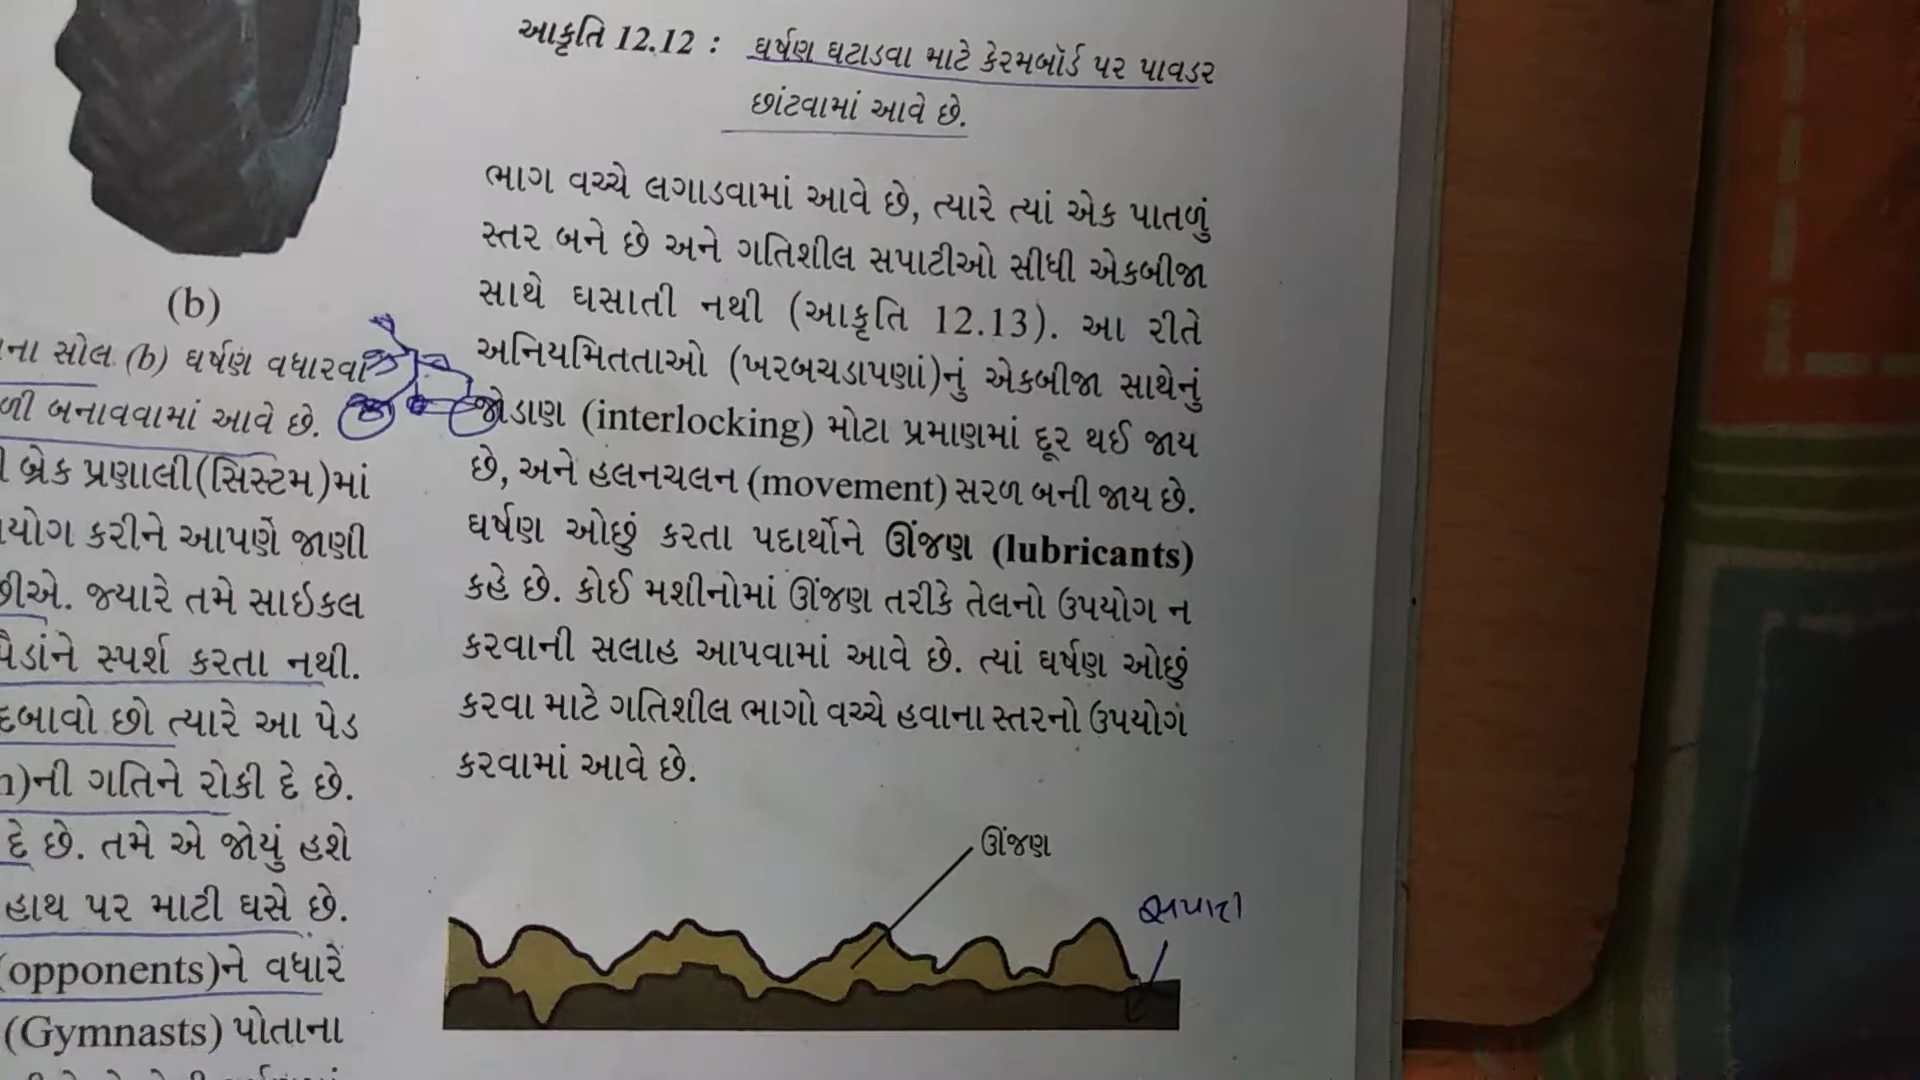 (b)
ના સોલ (b) ઘર્ષણ વધારવા
ળી બનાવવામાં આવે છે.
બ્રેક પ્રણાલી(સિસ્ટમ)માં
યોગ કરીને આપણે જાણી
છીએ. જ્યારે તમે સાઇકલ
પૈડાંને સ્પર્શ કરતા નથી.
દબાવો છો ત્યારે આ પેડ
)ની ગતિને રોકી દે છે.
દે છે. તમે એ જોયું હશે
હાથ પર માટી ઘસે છે.
(opponents)ને વધારે
(Gymnasts) પોતાના
આકૃતિ 12.12 : ઘર્ષણ ઘટાડવા માટે કેરમબૉર્ડ પર પાવડર
છાંટવામાં આવે છે.
ભાગ વચ્ચે લગાડવામાં આવે છે, ત્યારે ત્યાં એક પાતળું
સ્તર બને છે અને ગતિશીલ સપાટીઓ સીધી એકબીજા
સાથે ઘસાતી નથી (આકૃતિ 12.13). આ રીતે
અનિયમિતતાઓ (ખરબચડાપણાં)નું એકબીજા સાથેનું
જોડાણ (interlocking) મોટા પ્રમાણમાં દૂર થઈ જાય
છે, અને હલનચલન (movement) સરળ બની જાય છે.
ઘર્ષણ ઓછું કરતા પદાર્થોને ઊંજણ (lubricants)
કહે છે. કોઈ મશીનોમાં ઊંજણ તરીકે તેલનો ઉપયોગ ન
કરવાની સલાહ આપવામાં આવે છે. ત્યાં ઘર્ષણ ઓછું
કરવા માટે ગતિશીલ ભાગો વચ્ચે હવાના સ્તરનો ઉપયોગ
કરવામાં આવે છે.
ઊંજણ
સપાટી